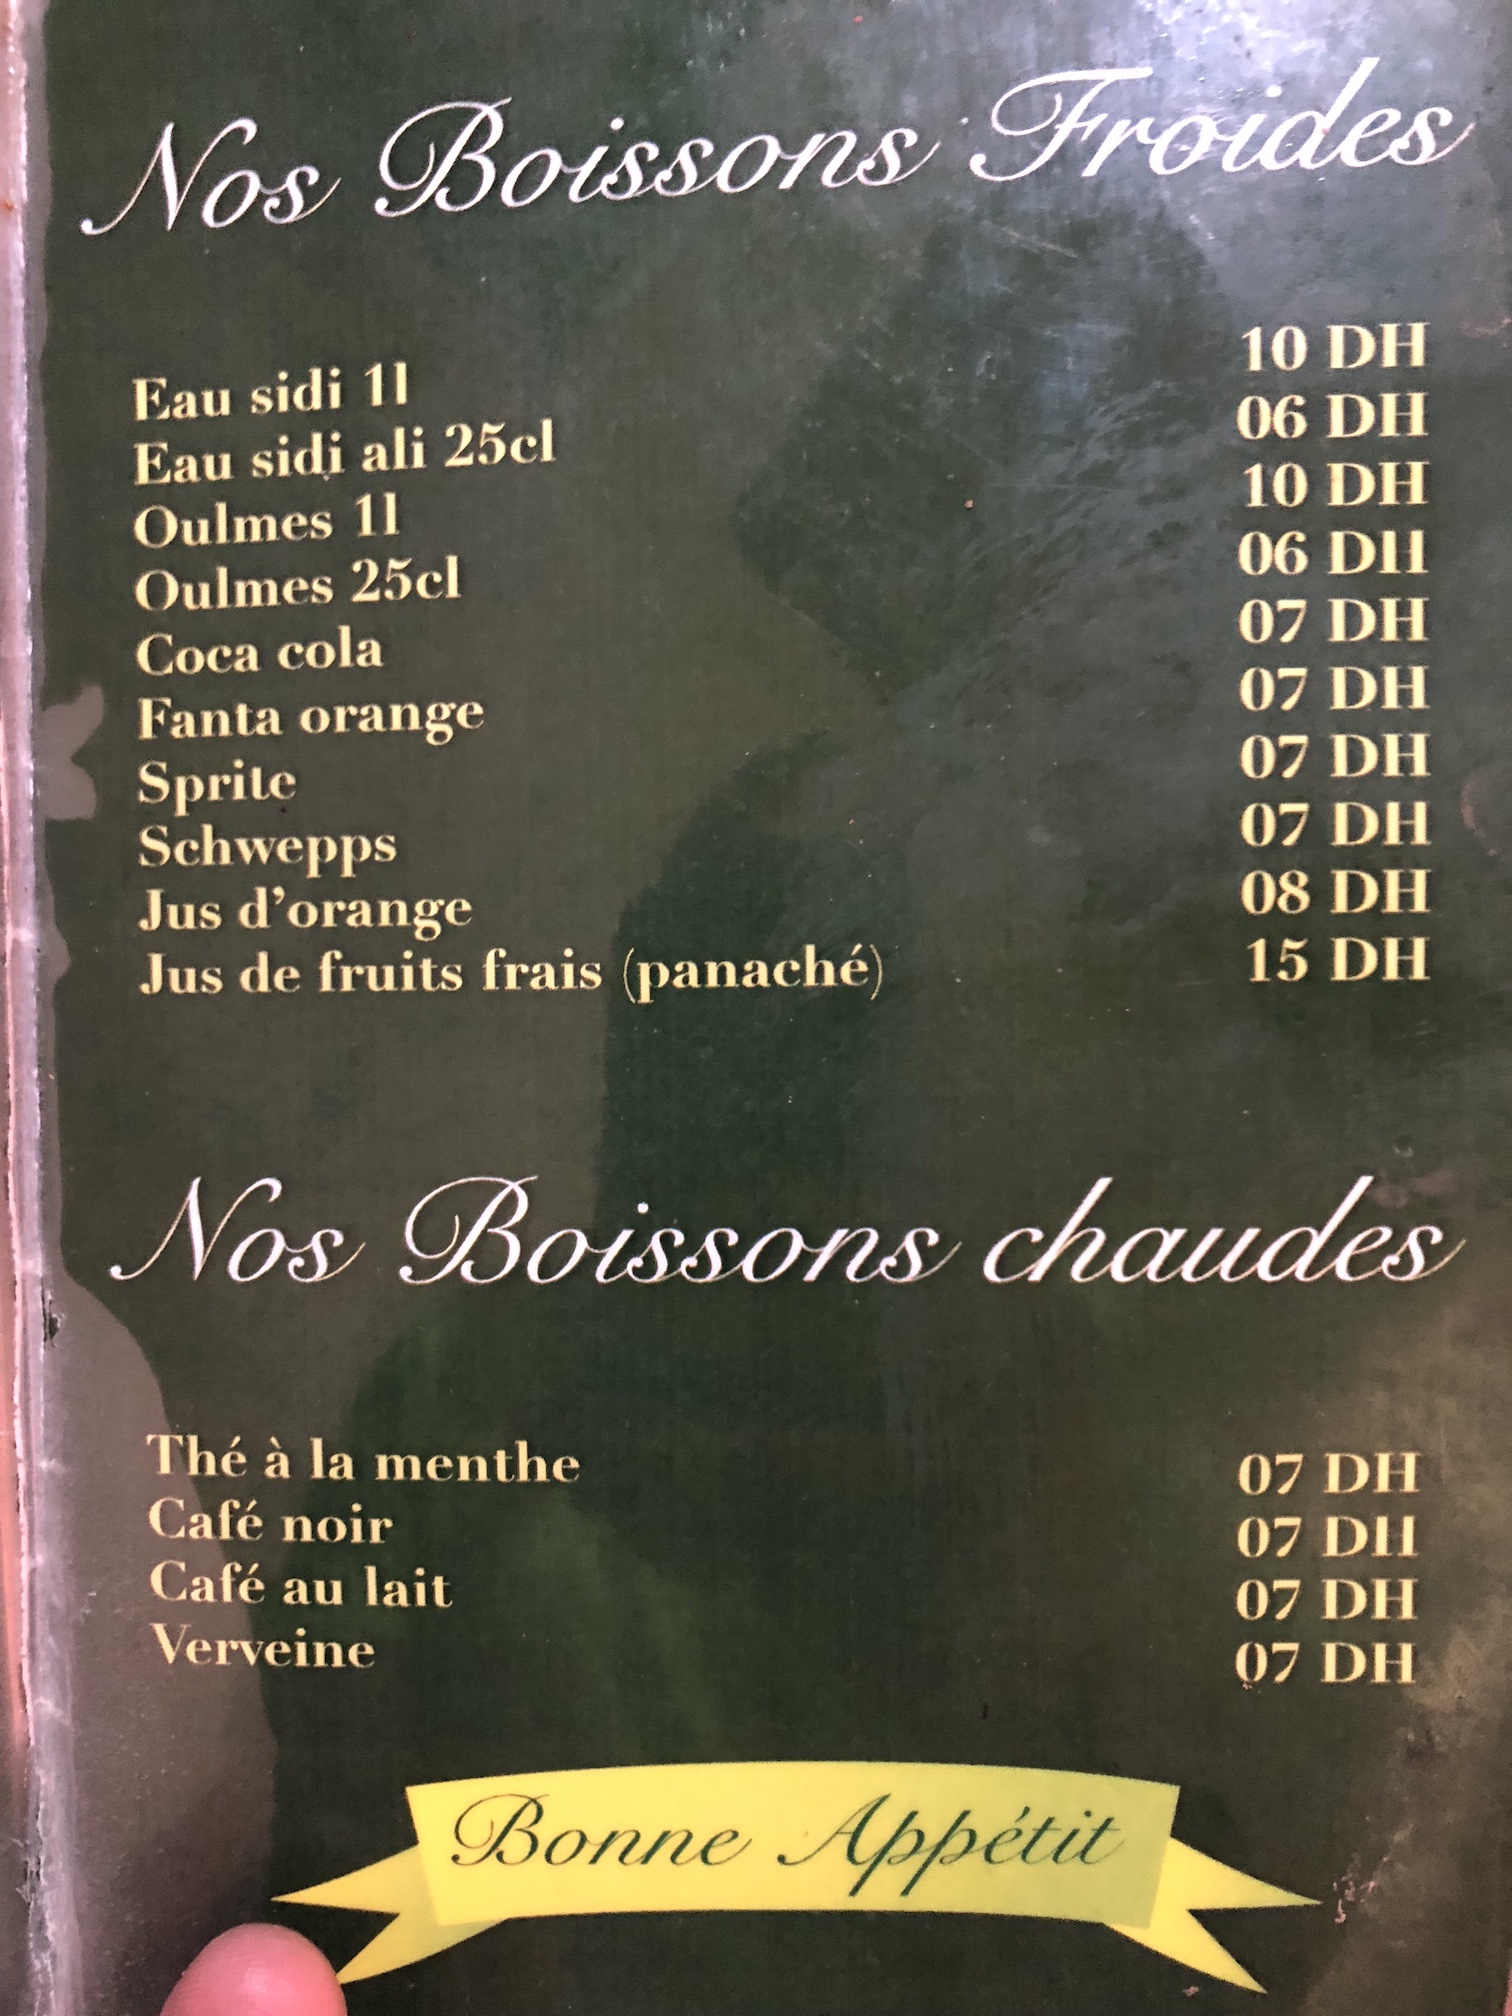 Nos Boissons Froides
Eau sidi 1l 10 DH
Eau sidi ali 25cl 06 DH
Oulmes 1l 10 DH
Oulmes 25cl 06 DH
Coca cola 07 DH
Fanta orange 07 DH
Sprite 07 DH
Schwepps 07 DH
Jus d'orange 08 DH
Jus de fruits frais (panaché) 15 DH
Nos Boissons chaudes
Thé à la menthe 07 DH
Café noir 07 DH
Café au lait 07 DH
Verveine 07 DH
Bonne Appétit